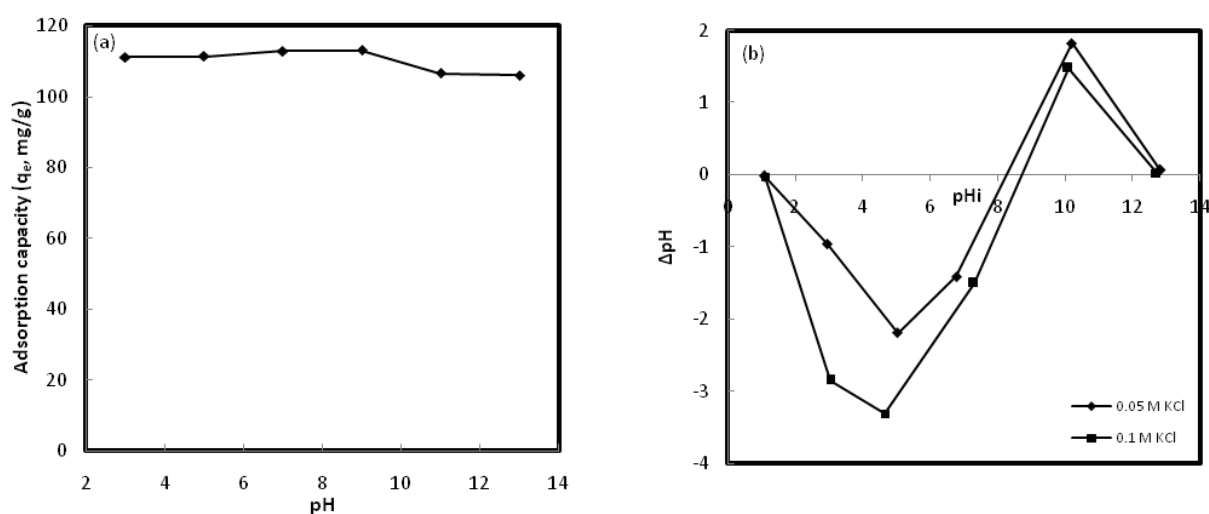 (a)
120
100
80
60
40
20
0
Adsorption capacity (qe, mg/g)
2 4 6 8 10 12 14
pH
(b)
2
1
0
-1
-2
-3
-4
ΔpH
0 2 4 6 8 10 12 14
pHi
0.05 M KCl
0.1 M KCl